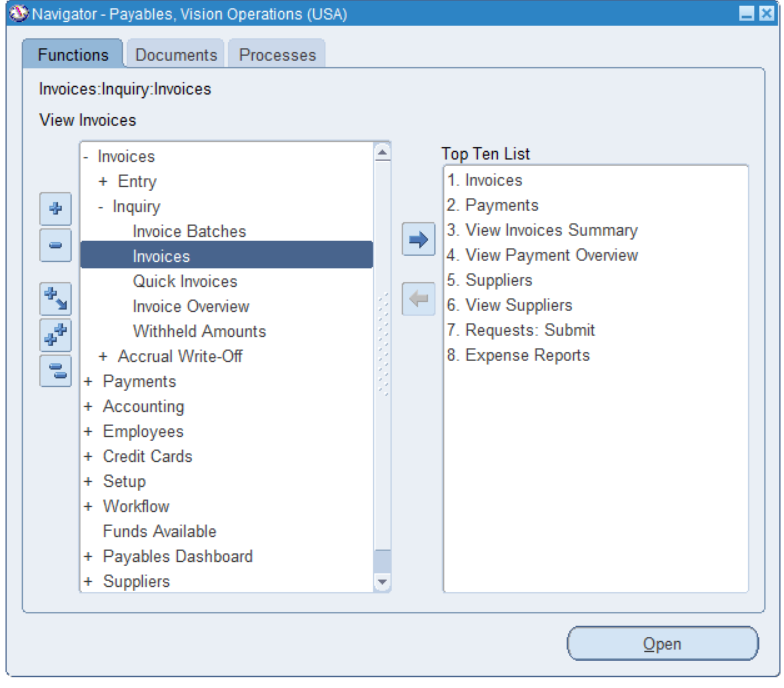 Navigator - Payables, Vision Operations (USA)
Functions
Documents
Processes
Invoices:Inquiry:Invoices
View Invoices
- Invoices
+ Entry
- Inquiry
Invoice Batches
Invoices
Quick Invoices
Invoice Overview
Withheld Amounts
+ Accrual Write-Off
+ Payments
+ Accounting
+ Employees
+ Credit Cards
+ Setup
+ Workflow
Funds Available
+ Payables Dashboard
+ Suppliers
Top Ten List
1. Invoices
2. Payments
3. View Invoices Summary
4. View Payment Overview
5. Suppliers
6. View Suppliers
7. Requests: Submit
8. Expense Reports
Open